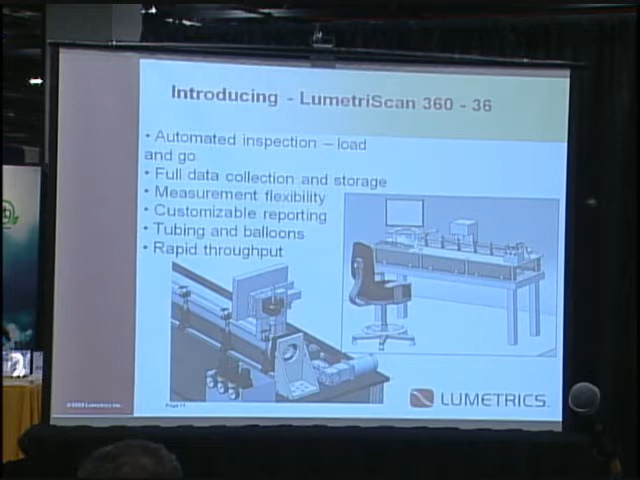 Introducing - LumetriScan 360 - 36
• Automated inspection – load
and go
• Full data collection and storage
• Measurement flexibility
• Customizable reporting
• Tubing and balloons
• Rapid throughput
LUMETRICS.